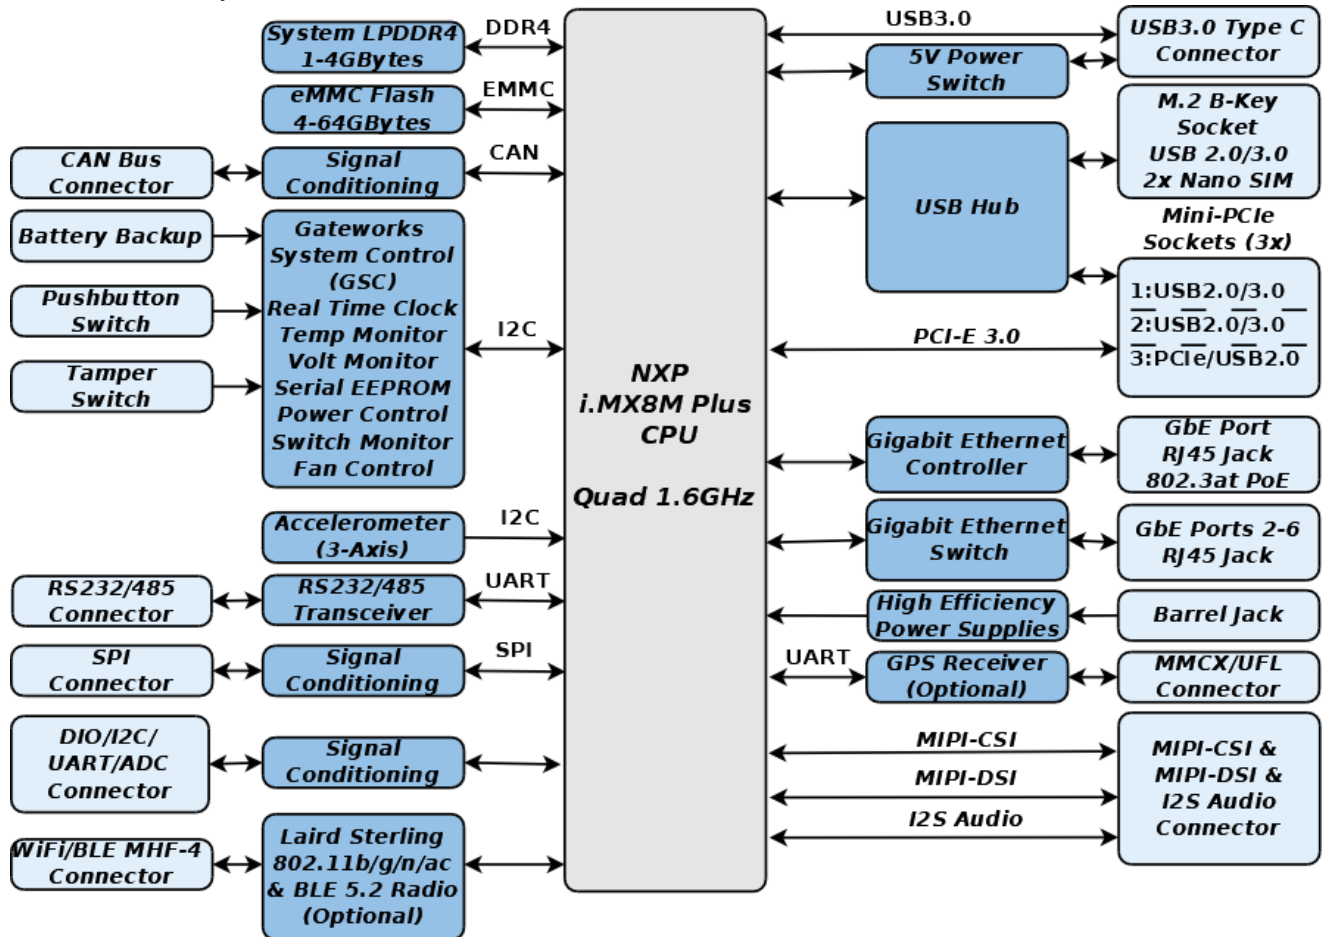 System LPDDR4
1-4GBytes
DDR4
eMMC Flash
4-64GBytes
EMMC
CAN Bus
Connector
Signal
Conditioning
CAN
Battery Backup
Pushbutton
Switch
Tamper
Switch
Gateworks
System Control
(GSC)
Real Time Clock
Temp Monitor
Volt Monitor
Serial EEPROM
Power Control
Switch Monitor
Fan Control
I2C
Accelerometer
(3-Axis)
I2C
RS232/485
Connector
RS232/485
Transceiver
UART
SPI
Connector
Signal
Conditioning
SPI
DIO/I2C/
UART/ADC
Connector
Signal
Conditioning
WiFi/BLE MHF-4
Connector
Laird Sterling
802.11b/g/n/ac
& BLE 5.2 Radio
(Optional)
NXP
i.MX8M Plus
CPU
Quad 1.6GHz
USB3.0
USB3.0 Type C
Connector
5V Power
Switch
USB Hub
M.2 B-Key
Socket
USB 2.0/3.0
2x Nano SIM
Mini-PCIe
Sockets (3x)
1:USB2.0/3.0
2:USB2.0/3.0
3:PCIe/USB2.0
PCI-E 3.0
Gigabit Ethernet
Controller
GbE Port
RJ45 Jack
802.3at PoE
Gigabit Ethernet
Switch
GbE Ports 2-6
RJ45 Jack
High Efficiency
Power Supplies
Barrel Jack
UART
GPS Receiver
(Optional)
MMCX/UFL
Connector
MIPI-CSI
MIPI-DSI
I2S Audio
MIPI-CSI &
MIPI-DSI &
I2S Audio
Connector